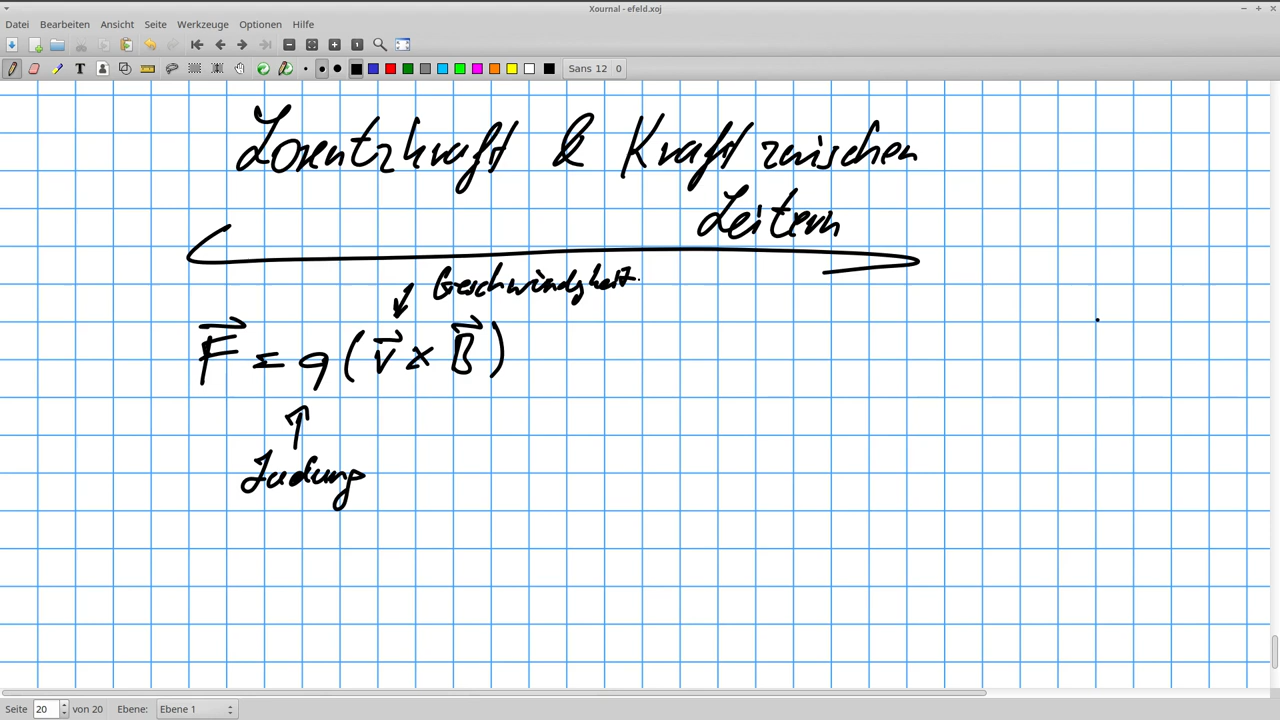 Xournal - efeld.xoj
Datei Bearbeiten Ansicht Seite Werkzeuge Optionen Hilfe
Sans 12 0
Lorentzkraft & Kraft zwischen
Leitern
Geschwindgkeit
F = q ( v × B )
Ladung
Seite 20 von 20 Ebene: Ebene 1